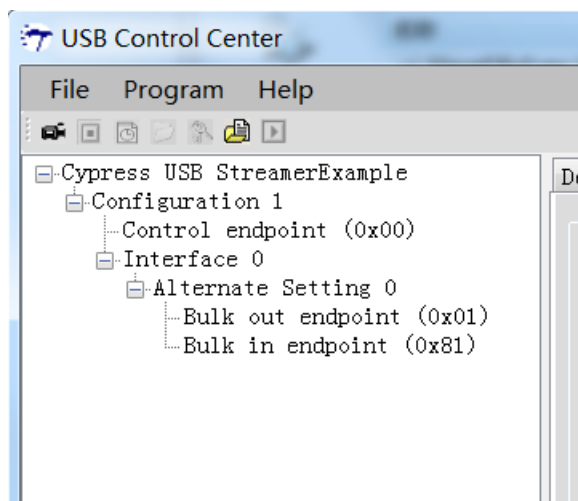 USB Control Center
File Program Help
Cypress USB StreamerExample
Configuration 1
Control endpoint (0x00)
Interface 0
Alternate Setting 0
Bulk out endpoint (0x01)
Bulk in endpoint (0x81)